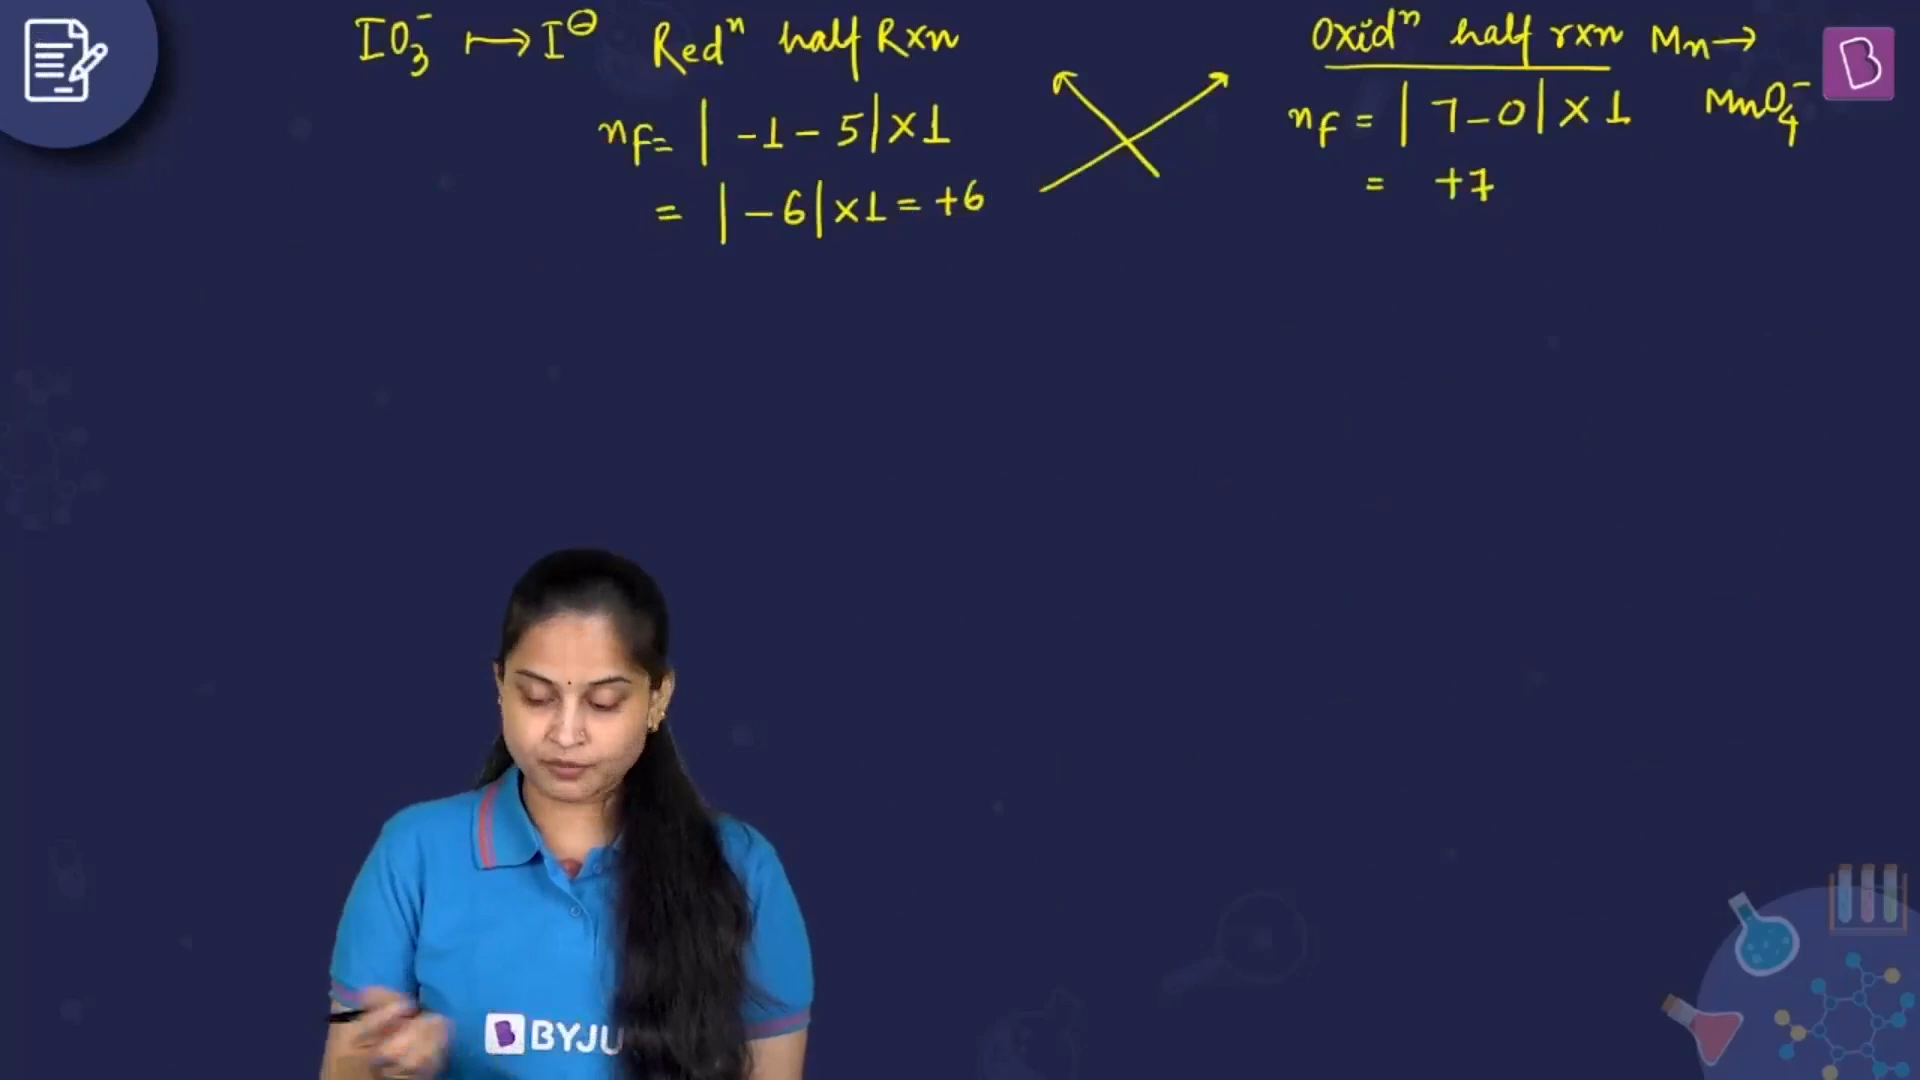 IO₃⁻ ↦ I⊖ Redⁿ half Rxn
nF= | -1 - 5|×1
= |-6|×1 = +6
Oxidⁿ half rxn Mn→
MnO₄⁻
nF = | 7-0|×1
= +7
B
BYJU